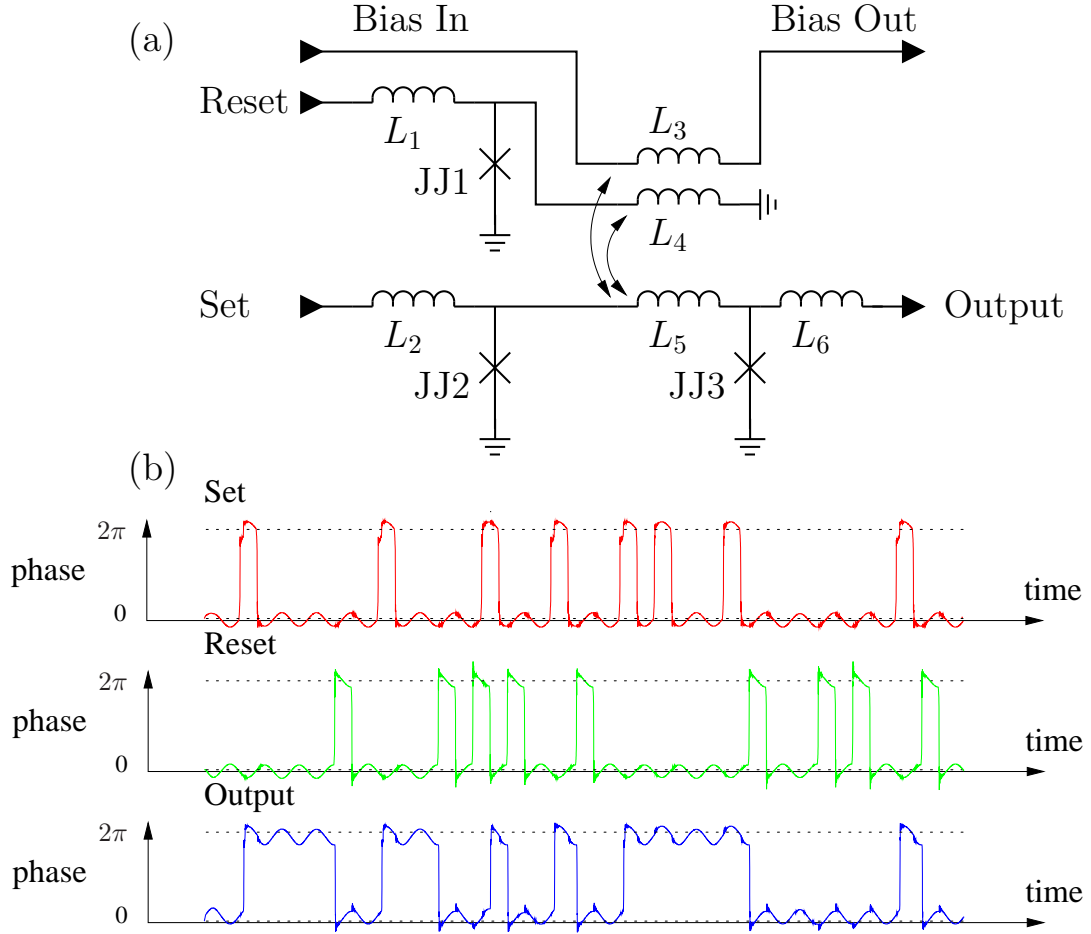 (a)
Bias In
Bias Out
Reset
L₁
L₃
JJ1
L₄
Set
Output
L₂
L₅
L₆
JJ2
JJ3
(b)
Set
2π
phase
0
time
Reset
2π
phase
0
time
Output
2π
phase
0
time